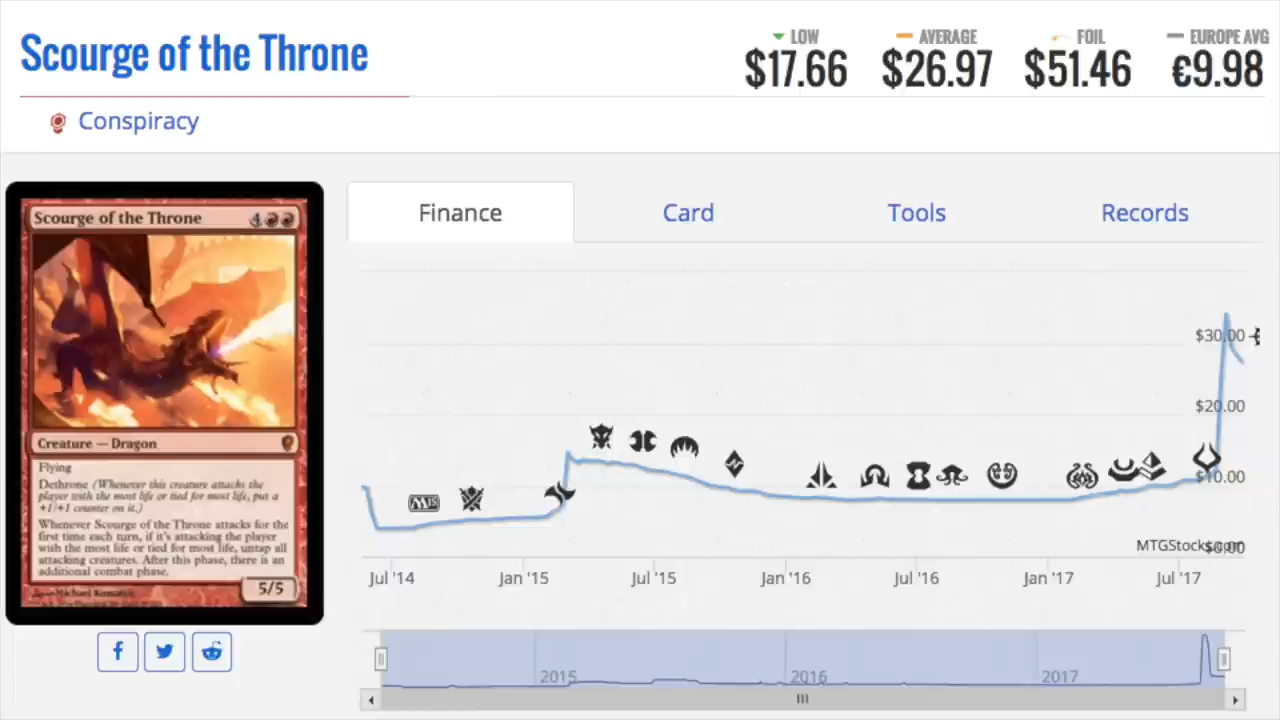 Scourge of the Throne
LOW
$17.66
AVERAGE
$26.97
FOIL
$51.46
EUROPE AVG
€9.98
Conspiracy
Scourge of the Throne 4
Creature — Dragon
Flying
Dethrone (Whenever this creature attacks the
player with the most life or tied for most life, put a
+1/+1 counter on it.)
Whenever Scourge of the Throne attacks for the
first time each turn, if it's attacking the player
with the most life or tied for most life, untap all
attacking creatures. After this phase, there is an
additional combat phase.
5/5
Finance
Card
Tools
Records
$30.00
$20.00
$10.00
$0.00
M15
MTGStocks.com
Jul '14
Jan '15
Jul '15
Jan '16
Jul '16
Jan '17
Jul '17
2015
2016
2017